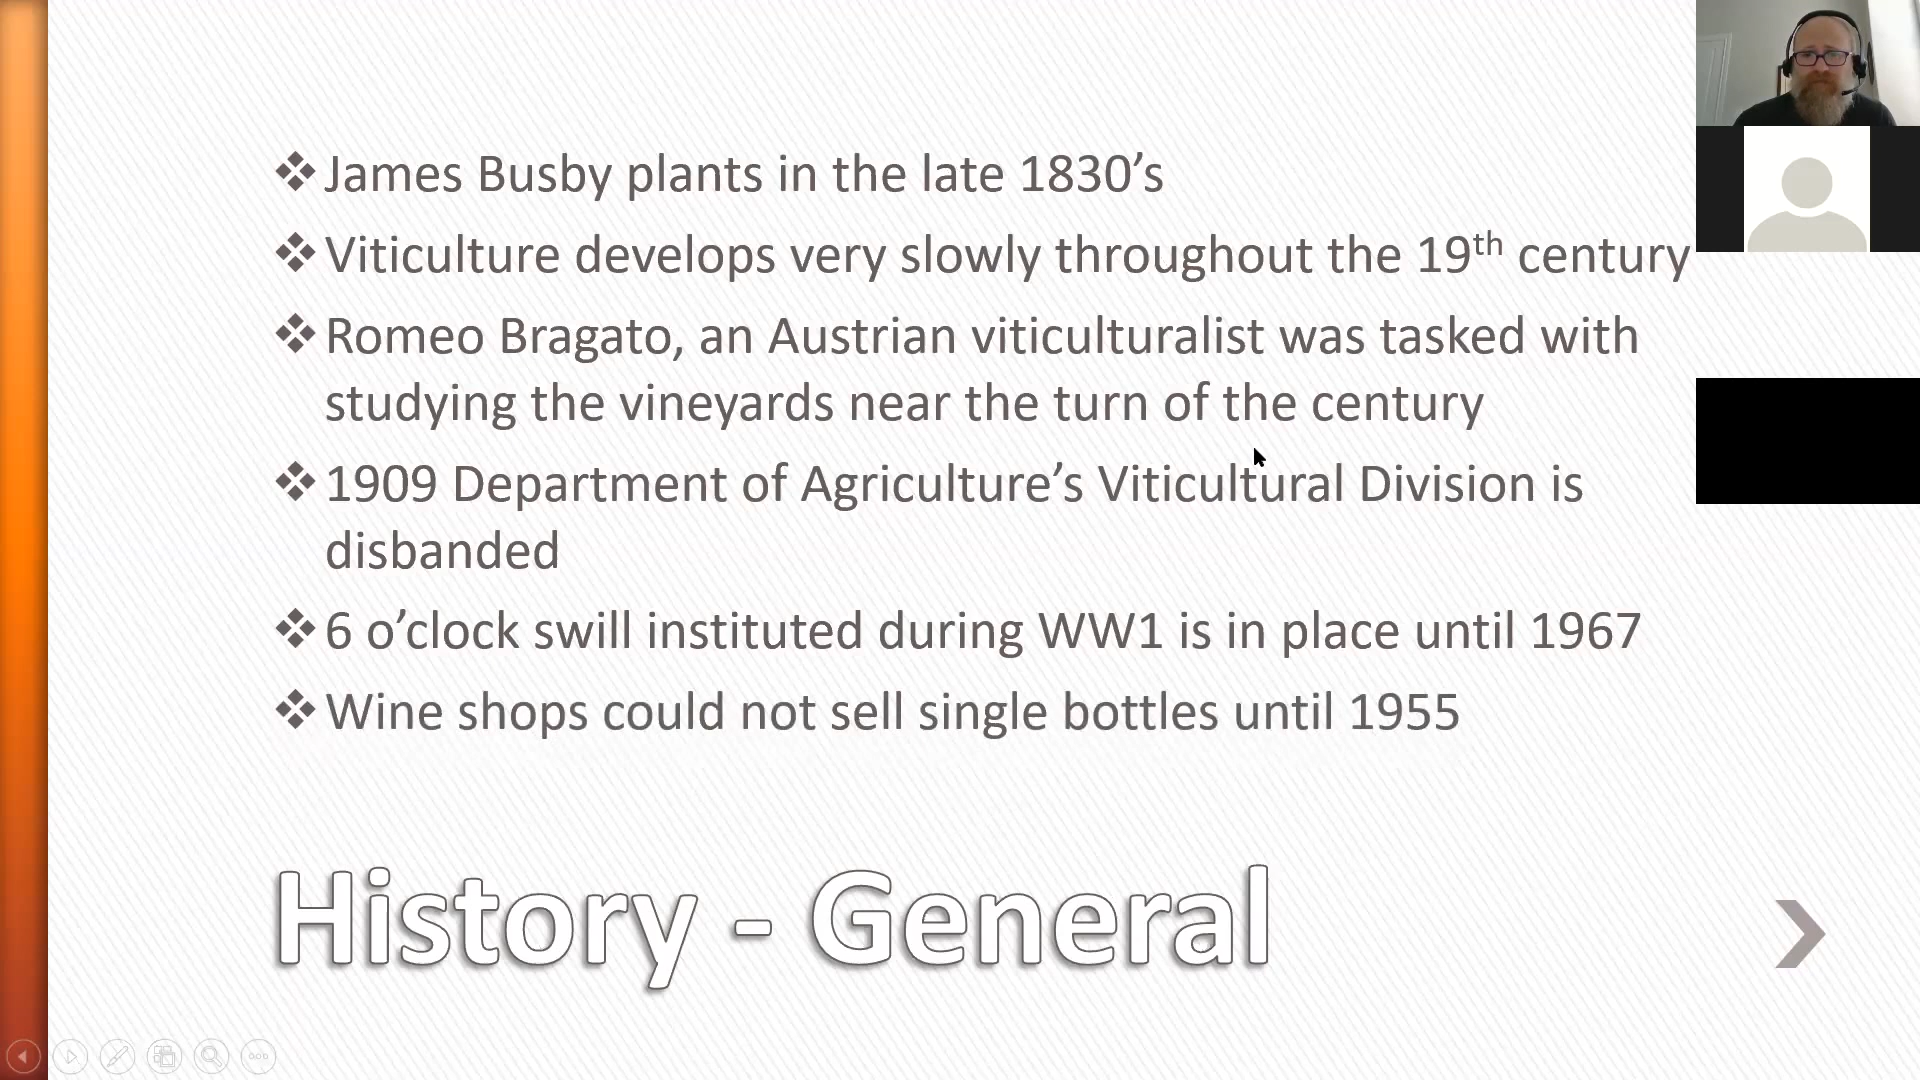 James Busby plants in the late 1830’s
Viticulture develops very slowly throughout the 19th century
Romeo Bragato, an Austrian viticulturalist was tasked with
studying the vineyards near the turn of the century
1909 Department of Agriculture’s Viticultural Division is
disbanded
6 o’clock swill instituted during WW1 is in place until 1967
Wine shops could not sell single bottles until 1955
History - General